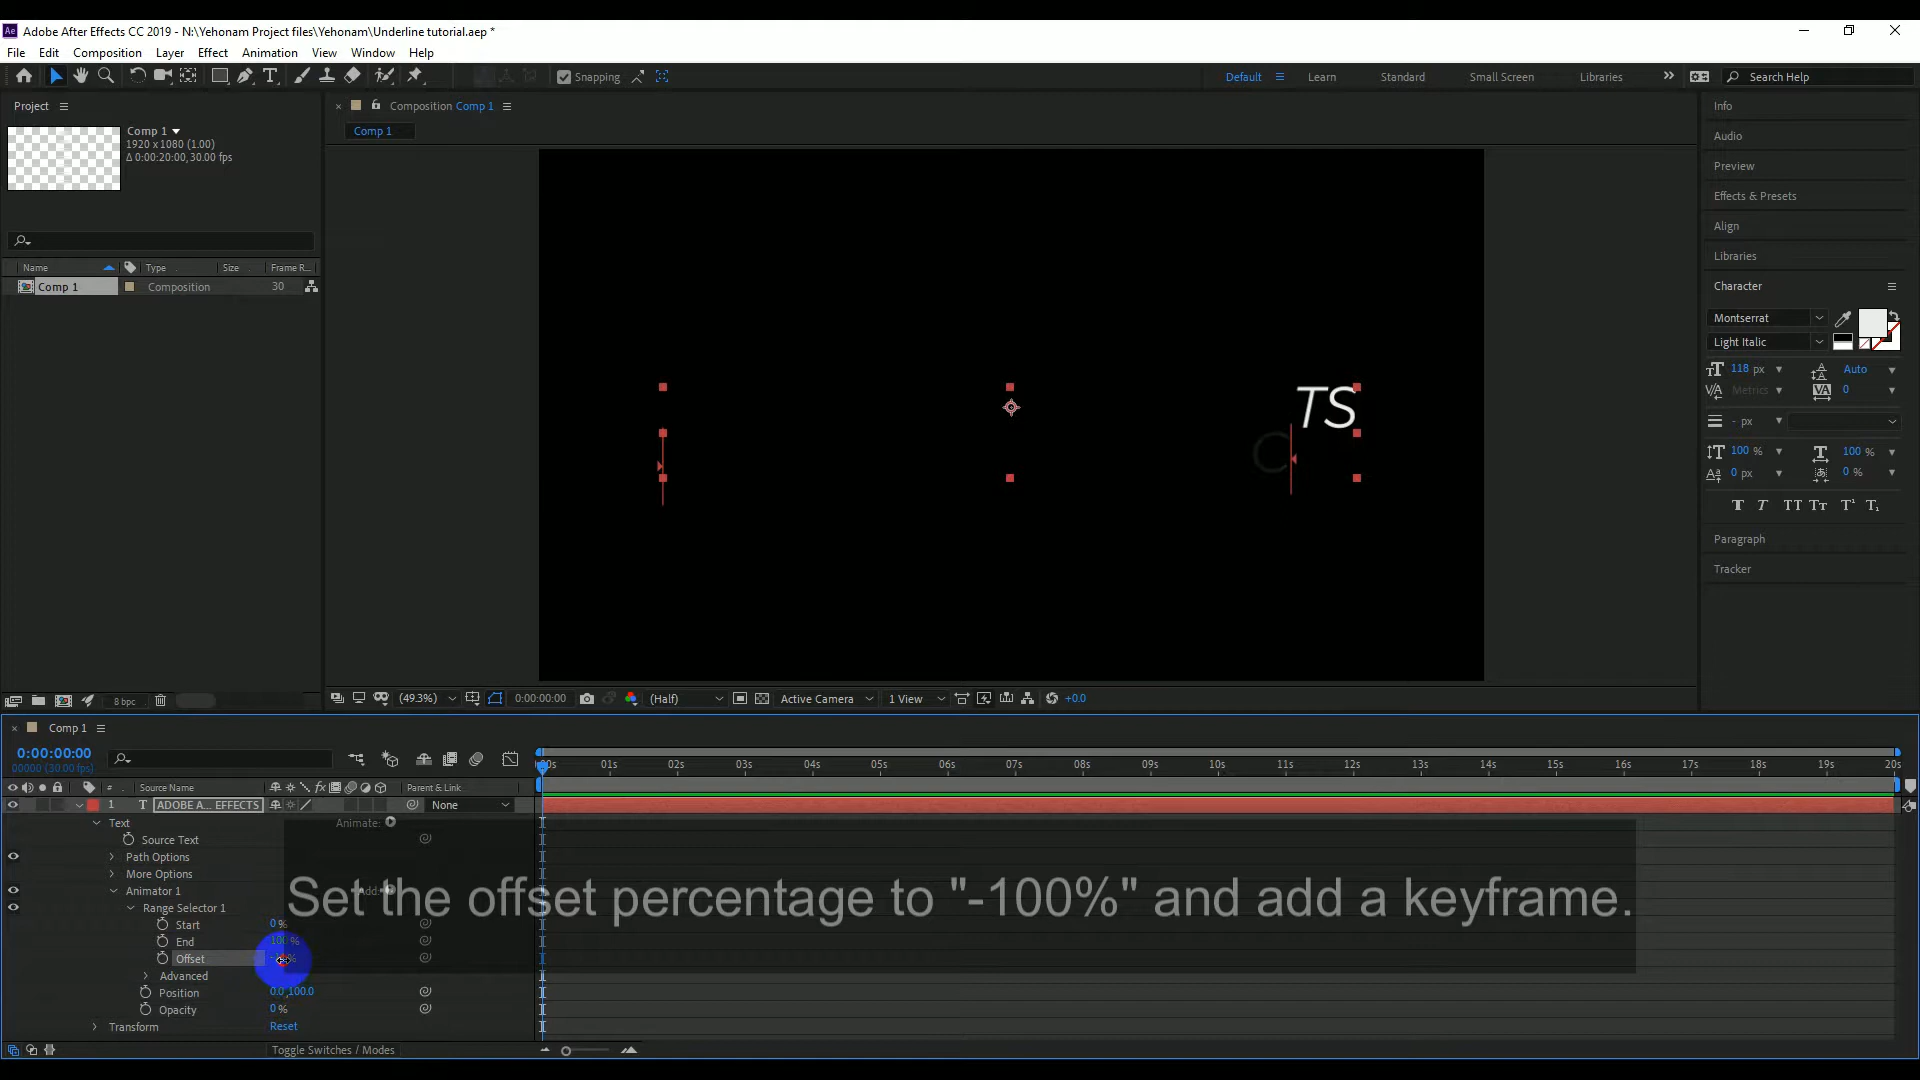 Adobe After Effects CC 2019 - N:\Yehonam Project files\Yehonam\Underline tutorial.aep *
File Edit Composition Layer Effect Animation View Window Help
Snapping Default Learn Standard Small Screen Libraries Search Help
Project
Comp 1
1920 x 1080 (1.00)
Δ 0:00:20:00, 30.00 fps
Name Type Size Frame R...
Comp 1 Composition 30
8 bpc
Composition Comp 1
Comp 1
TS
C
(49.3%) 0:00:00:00 (Half) Active Camera 1 View +0.0
Info
Audio
Preview
Effects & Presets
Align
Libraries
Character
Montserrat
Light Italic
118 px Auto
Metrics 0
- px
100 % 100 %
0 px 0 %
Paragraph
Tracker
Comp 1
0:00:00:00
00000 (30.00 fps)
# Source Name Parent & Link
:00s 01s 02s 03s 04s 05s 06s 07s 08s 09s 10s 11s 12s 13s 14s 15s 16s 17s 18s 19s 20s
1 T ADOBE A... EFFECTS None
Text Animate:
Source Text
Path Options
More Options
Animator 1 Add:
Range Selector 1
Start 0 %
End 100 %
Offset
Advanced
Position 0.0, 100.0
Opacity 0 %
Transform Reset
Toggle Switches / Modes
Set the offset percentage to "-100%" and add a keyframe.